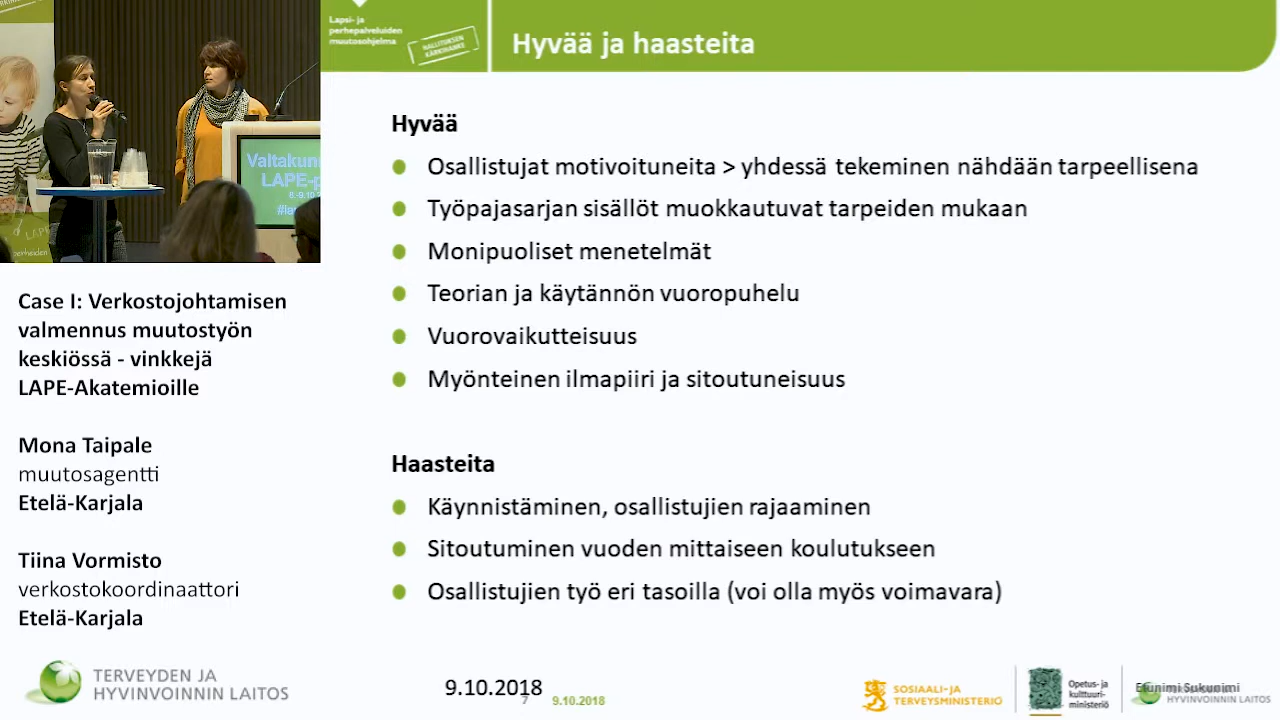 Lapsi- ja
perhepalveluiden
muutosohjelma
HALLITUKSEN
KÄRKIHANKE
Hyvää ja haasteita
Hyvää
Osallistujat motivoituneita > yhdessä tekeminen nähdään tarpeellisena
Työpajasarjan sisällöt muokkautuvat tarpeiden mukaan
Monipuoliset menetelmät
Teorian ja käytännön vuoropuhelu
Vuorovaikutteisuus
Myönteinen ilmapiiri ja sitoutuneisuus
Haasteita
Käynnistäminen, osallistujien rajaaminen
Sitoutuminen vuoden mittaiseen koulutukseen
Osallistujien työ eri tasoilla (voi olla myös voimavara)
Case I: Verkostojohtamisen
valmennus muutostyön
keskiössä - vinkkejä
LAPE-Akatemioille
Mona Taipale
muutosagentti
Etelä-Karjala
Tiina Vormisto
verkostokoordinaattori
Etelä-Karjala
TERVEYDEN JA
HYVINVOINNIN LAITOS
9.10.2018
7 9.10.2018
SOSIAALI- JA
TERVEYSMINISTERIÖ
Opetus- ja
kulttuuri-
ministeriö
Etunimi Sukunimi
HYVINVOINNIN LAITOS